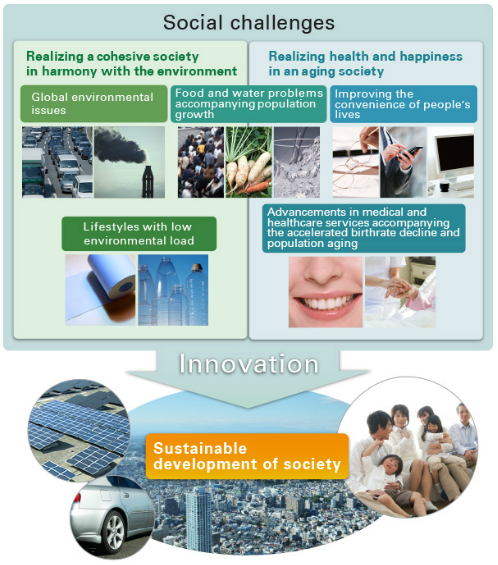 Social challenges
Realizing a cohesive society
in harmony with the environment
Realizing health and happiness
in an aging society
Global environmental
issues
Food and water problems
accompanying population
growth
Improving the
convenience of people's
lives
Lifestyles with low
environmental load
Advancements in medical and
healthcare services accompanying
the accelerated birthrate decline and
population aging
Innovation
Sustainable
development of society